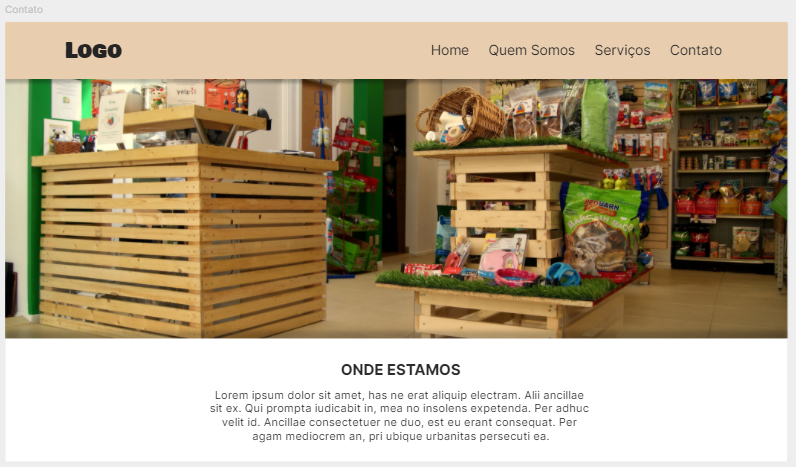 Contato
LOGO
Home Quem Somos Serviços Contato
ONDE ESTAMOS
Lorem ipsum dolor sit amet, has ne erat aliquip electram. Alii ancillae
sit ex. Qui prompta iudicabit in, mea no insolens expetenda. Per adhuc
velit id. Ancillae consectetuer ne duo, est eu erant consequat. Per
agam mediocrem an, pri ubique urbanitas persecuti ea.